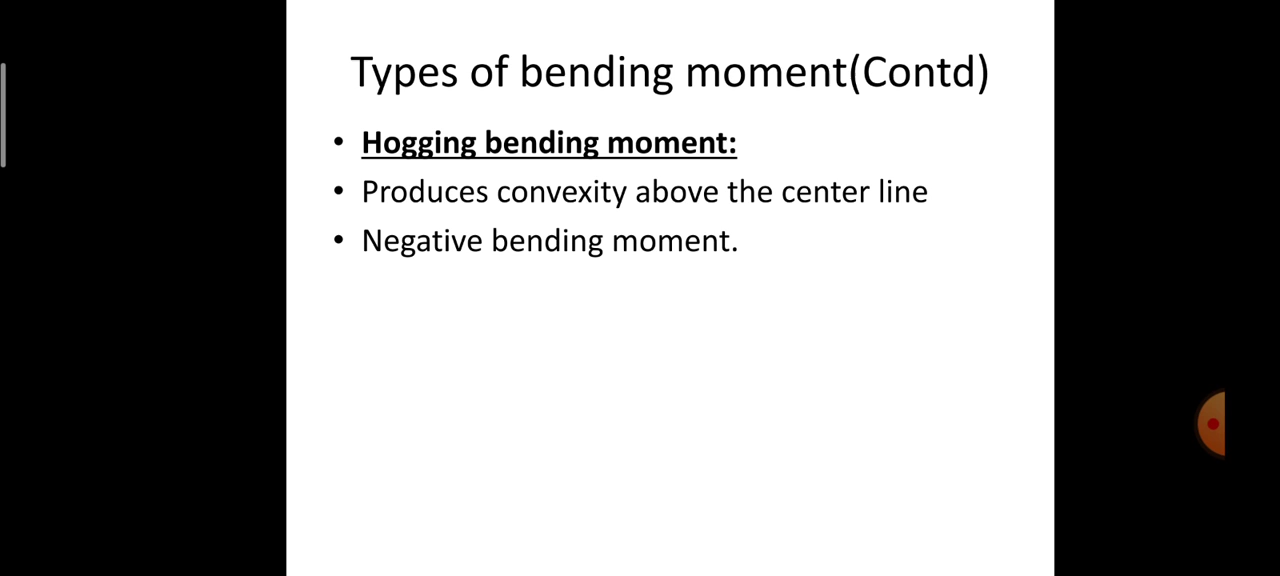 Types of bending moment(Contd)
• Hogging bending moment:
• Produces convexity above the center line
• Negative bending moment.